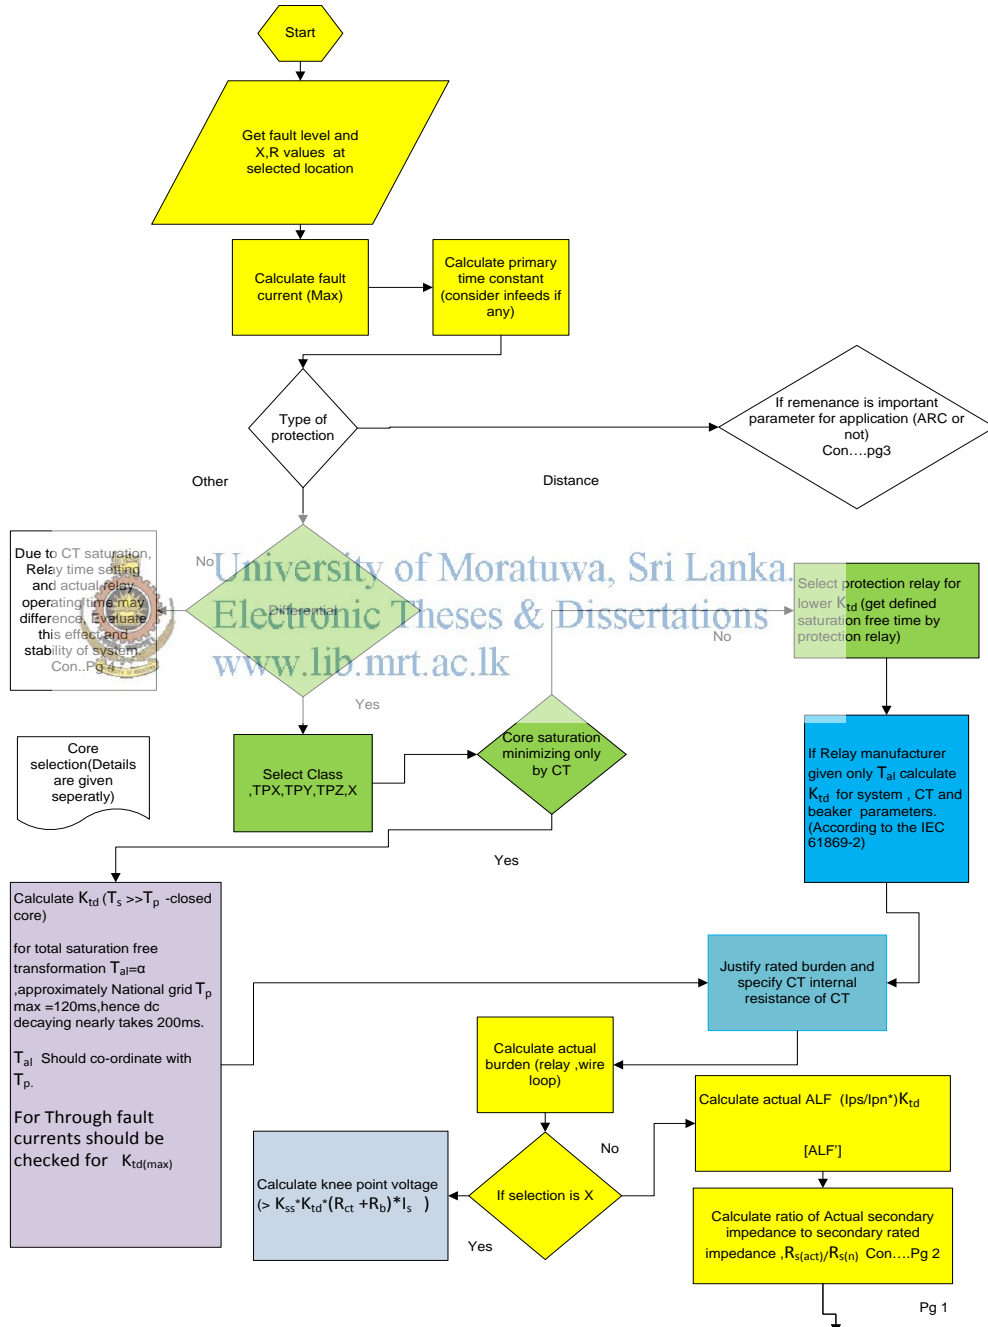 Start
Get fault level and
X,R values at
selected location
Calculate fault
current (Max)
Calculate primary
time constant
(consider infeeds if
any)
Type of
protection
If remenance is important
parameter for application (ARC or
not)
Con....pg3
Other
Distance
Due to CT saturation,
Relay time setting
and actual relay
operating time may
difference. Evaluate
this effect and
stability of system.
Con..Pg 4
No
Differential
University of Moratuwa, Sri Lanka.
Electronic Theses & Dissertations
www.lib.mrt.ac.lk
Yes
No
Select protection relay for
lower Ktd (get defined
saturation free time by
protection relay)
Core
selection(Details
are given
seperatly)
Select Class
,TPX,TPY,TPZ,X
Core saturation
minimizing only
by CT
If Relay manufacturer
given only Tal calculate
Ktd for system , CT and
beaker parameters.
(According to the IEC
61869-2)
Yes
Calculate Ktd (Ts >>Tp -closed
core)
for total saturation free
transformation Tal=α
,approximately National grid Tp
max =120ms,hence dc
decaying nearly takes 200ms.
Tal Should co-ordinate with
Tp.
For Through fault
currents should be
checked for Ktd(max)
Justify rated burden and
specify CT internal
resistance of CT
Calculate actual
burden (relay ,wire
loop)
Calculate actual ALF (Ips/Ipn*)Ktd
[ALF']
No
If selection is X
Yes
Calculate knee point voltage
(> Kss*Ktd*(Rct +Rb)*Is )
Calculate ratio of Actual secondary
impedance to secondary rated
impedance ,Rs(act)/Rs(n) Con....Pg 2
Pg 1